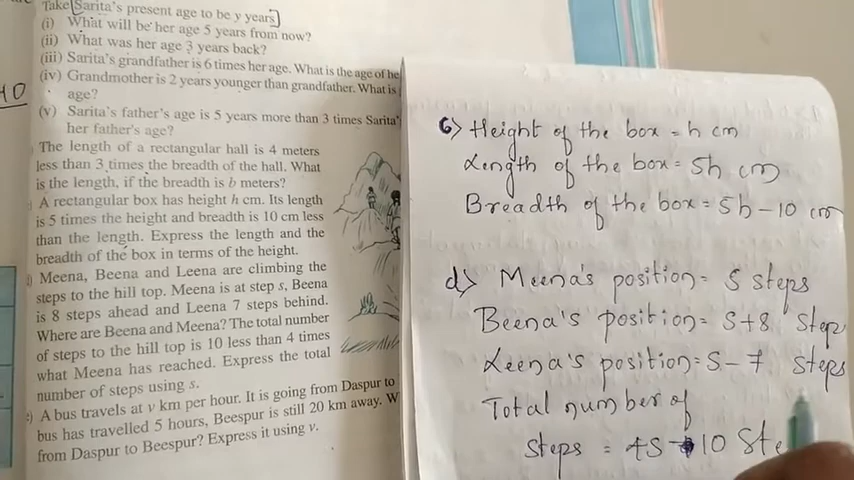 Take Sarita's present age to be y years
(i) What will be her age 5 years from now?
(ii) What was her age 3 years back?
(iii) Sarita's grandfather is 6 times her age. What is the age of he
(iv) Grandmother is 2 years younger than grandfather. What is
age?
(v) Sarita's father's age is 5 years more than 3 times Sarita'
her father's age?
The length of a rectangular hall is 4 meters
less than 3 times the breadth of the hall. What
is the length, if the breadth is b meters?
A rectangular box has height h cm. Its length
is 5 times the height and breadth is 10 cm less
than the length. Express the length and the
breadth of the box in terms of the height.
Meena, Beena and Leena are climbing the
steps to the hill top. Meena is at step s, Beena
is 8 steps ahead and Leena 7 steps behind.
Where are Beena and Meena? The total number
of steps to the hill top is 10 less than 4 times
what Meena has reached. Express the total
number of steps using s.
A bus travels at v km per hour. It is going from Daspur to
bus has travelled 5 hours, Beespur is still 20 km away. W
from Daspur to Beespur? Express it using v.
40
Height of the box = h cm
Length of the box = 5h cm
Breadth of the box = 5h - 10 cm
d> Meena's position = S steps
Beena's position = S+8 Step
Leena's position = S - 7 Steps
Total number of
Steps = 4S - 10 Ste